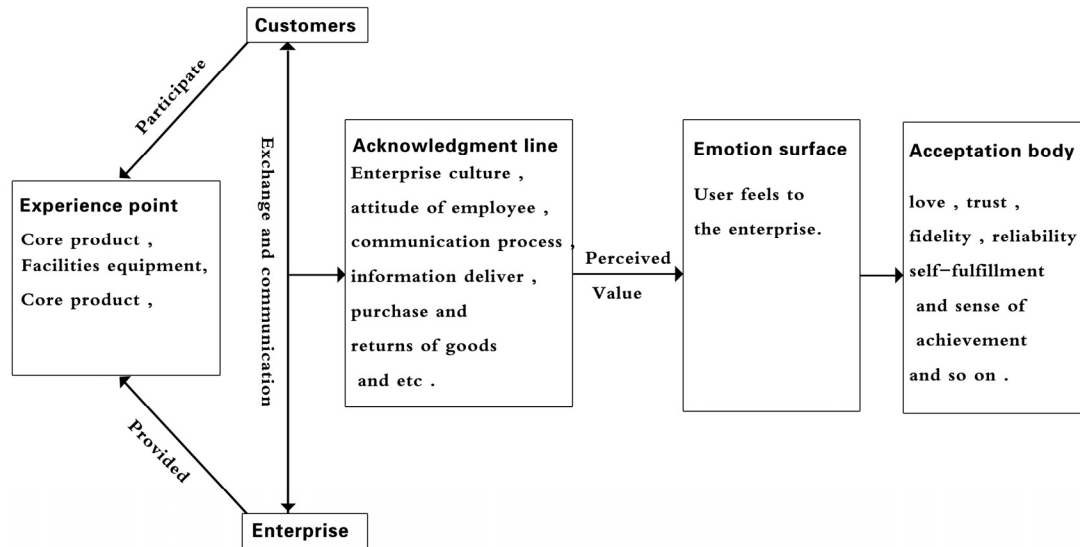 Customers
Participate
Exchange and communication
Experience point
Core product ,
Facilities equipment,
Core product ,
Provided
Enterprise
Acknowledgment line
Enterprise culture ,
attitude of employee ,
communication process ,
information deliver ,
purchase and
returns of goods
and etc .
Perceived
Value
Emotion surface
User feels to
the enterprise.
Acceptation body
love , trust ,
fidelity , reliability
self-fulfillment
and sense of
achievement
and so on .